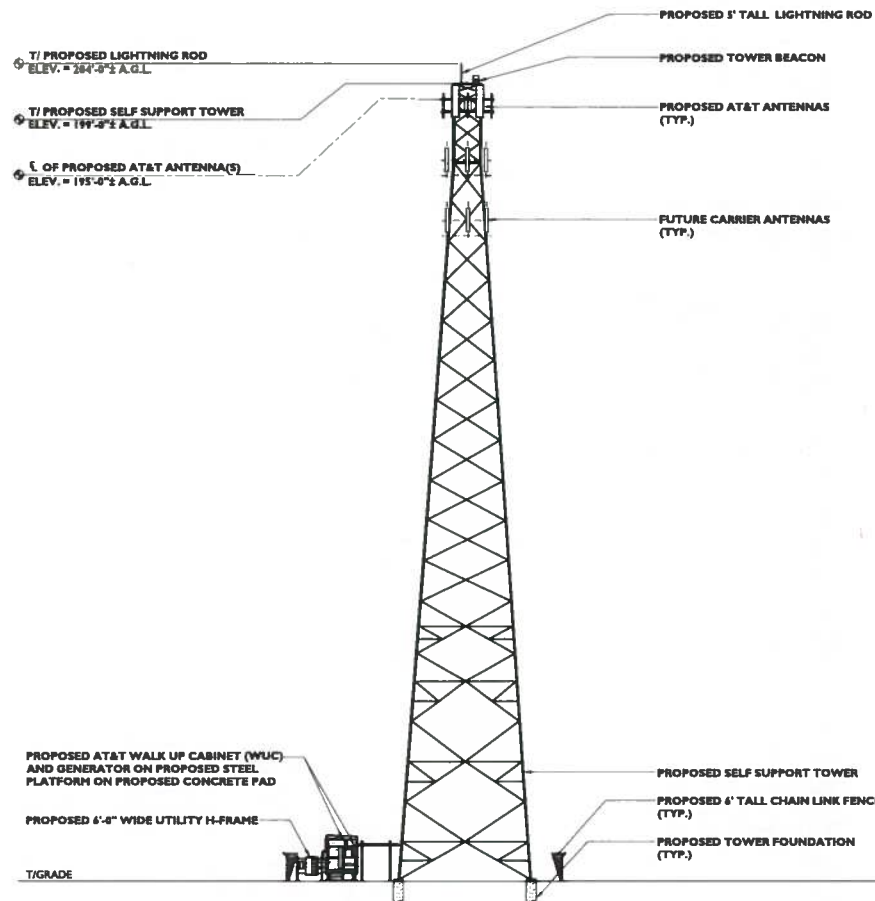 PROPOSED 5' TALL LIGHTNING ROD
T/ PROPOSED LIGHTNING ROD
ELEV. = 204'-0"± A.G.L.
PROPOSED TOWER BEACON
T/ PROPOSED SELF SUPPORT TOWER
ELEV. = 199'-0"± A.G.L.
PROPOSED AT&T ANTENNAS
(TYP.)
℄ OF PROPOSED AT&T ANTENNA(S)
ELEV. = 195'-0"± A.G.L.
FUTURE CARRIER ANTENNAS
(TYP.)
PROPOSED AT&T WALK UP CABINET (WUC)
AND GENERATOR ON PROPOSED STEEL
PLATFORM ON PROPOSED CONCRETE PAD
PROPOSED 6'-0" WIDE UTILITY H-FRAME
PROPOSED SELF SUPPORT TOWER
PROPOSED 6' TALL CHAIN LINK FENC
(TYP.)
PROPOSED TOWER FOUNDATION
(TYP.)
T/GRADE